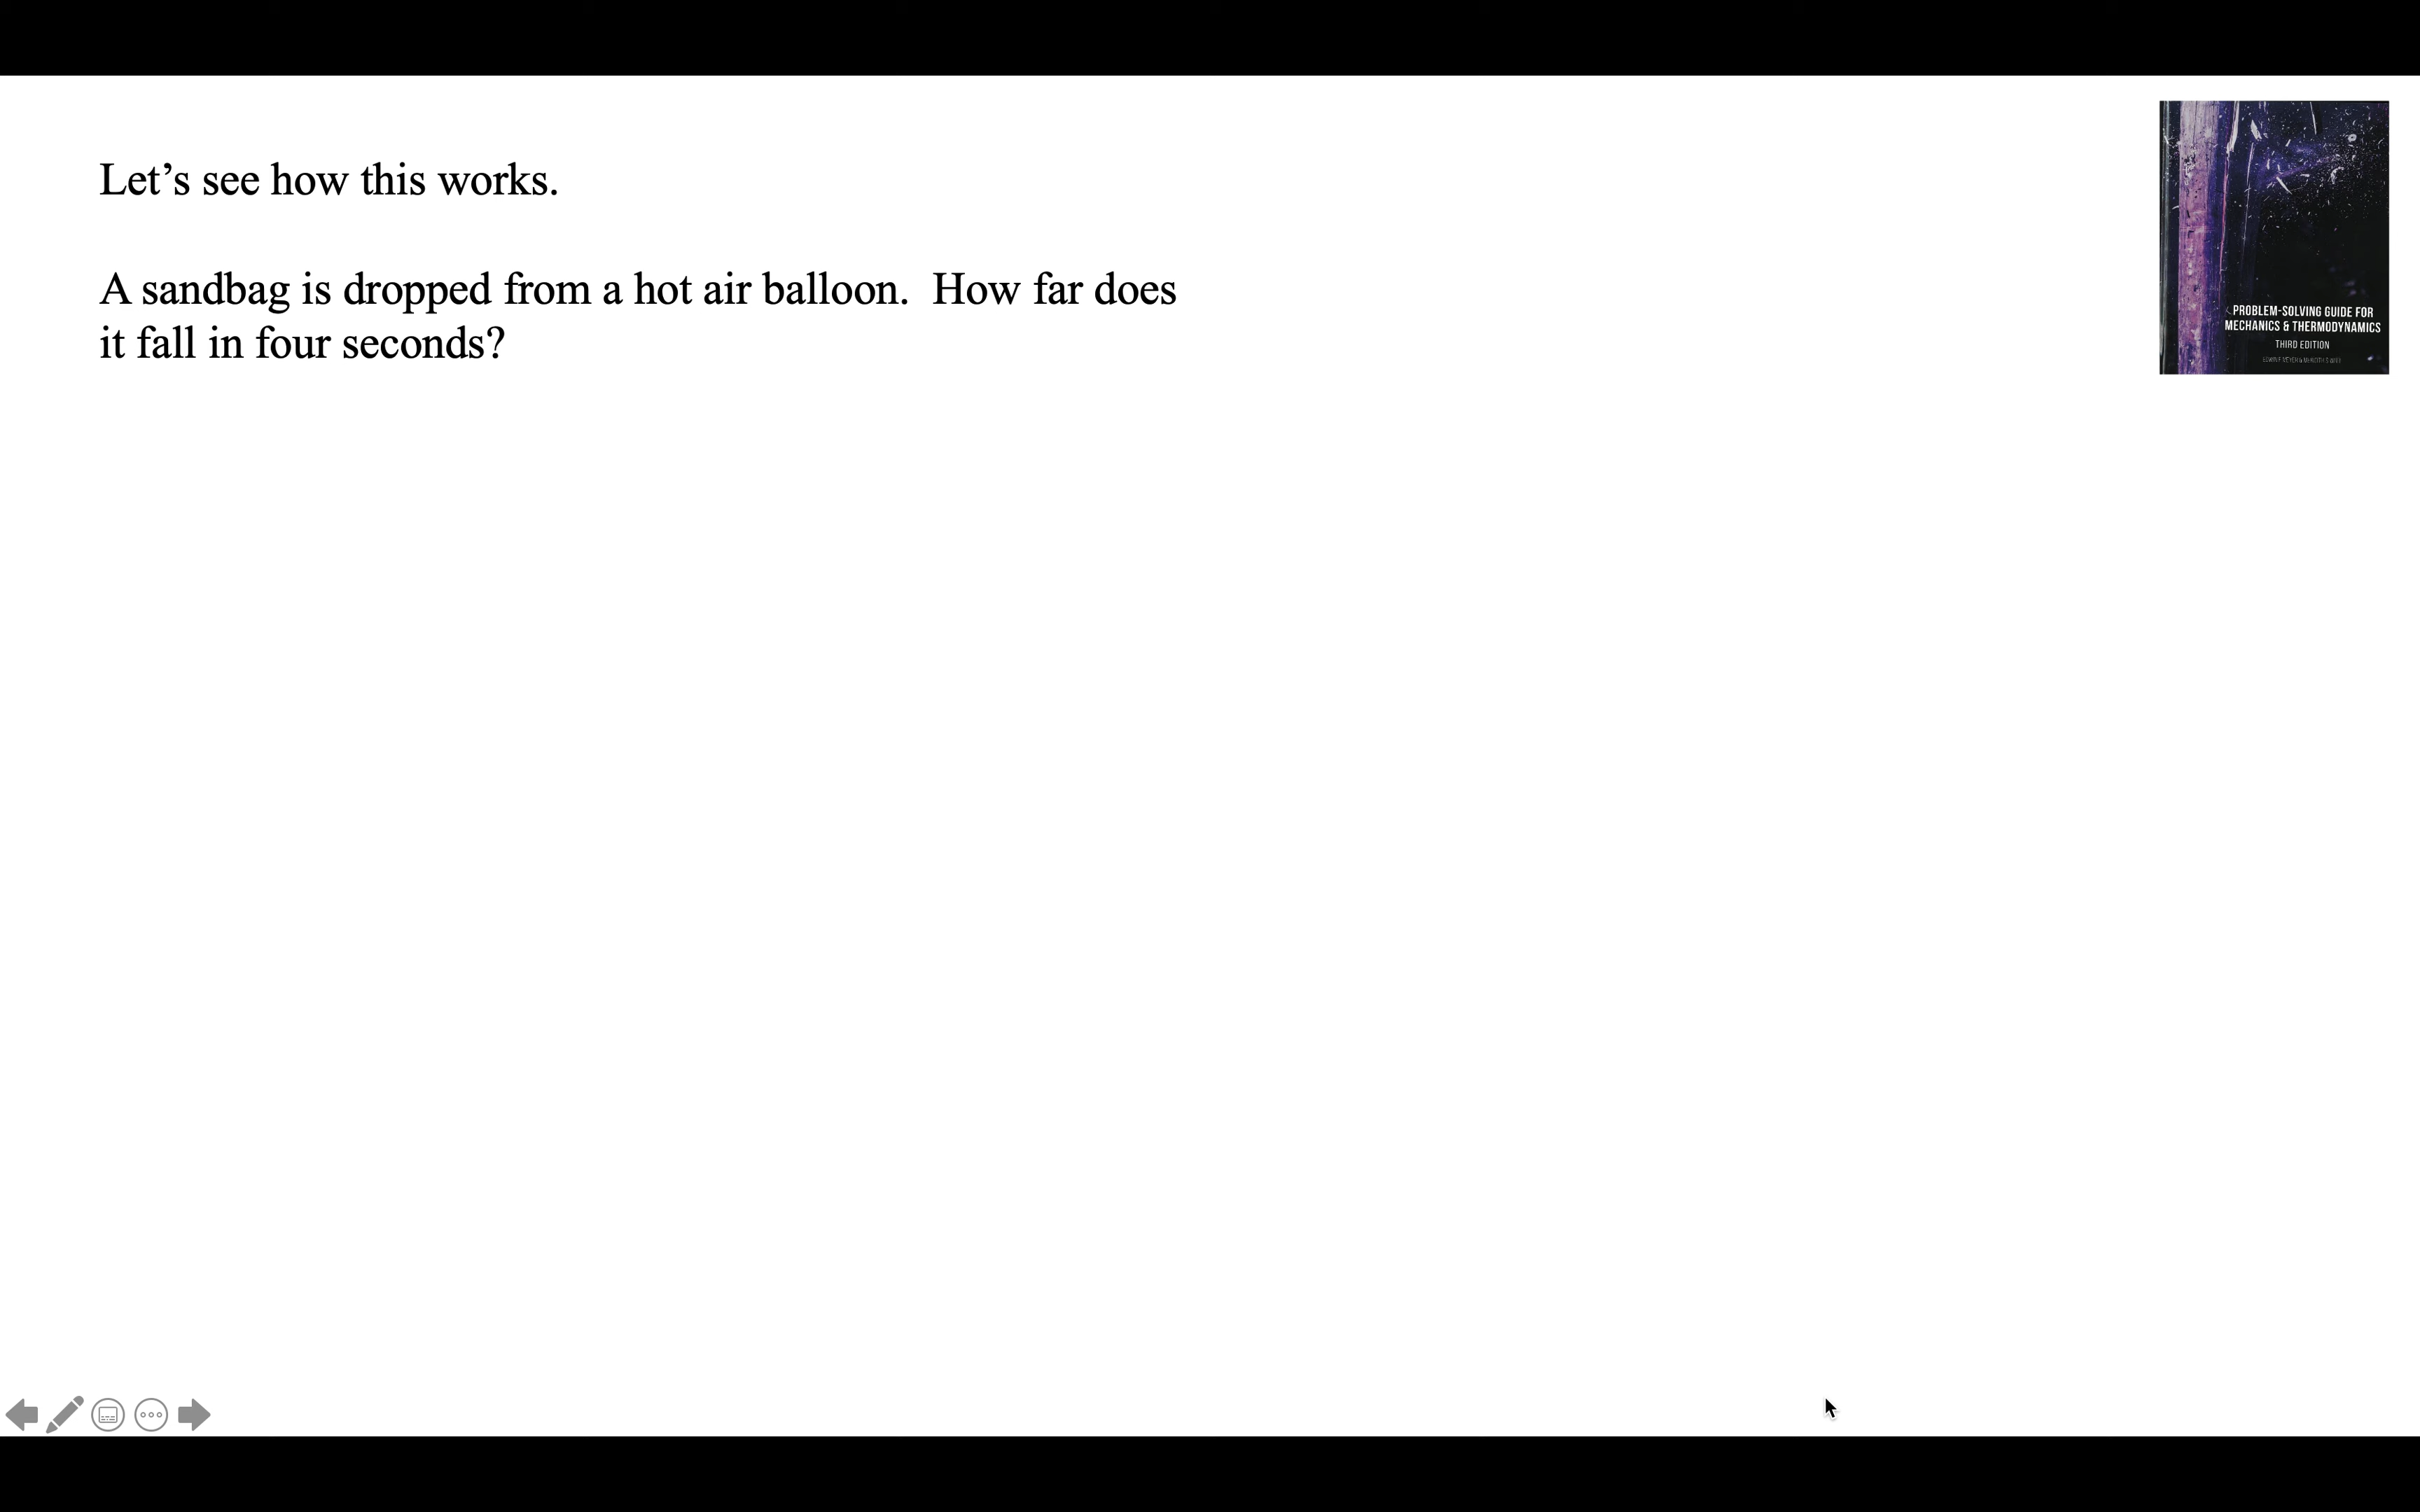 Let’s see how this works.
A sandbag is dropped from a hot air balloon.  How far does
it fall in four seconds?
PROBLEM-SOLVING GUIDE FOR
MECHANICS & THERMODYNAMICS
THIRD EDITION